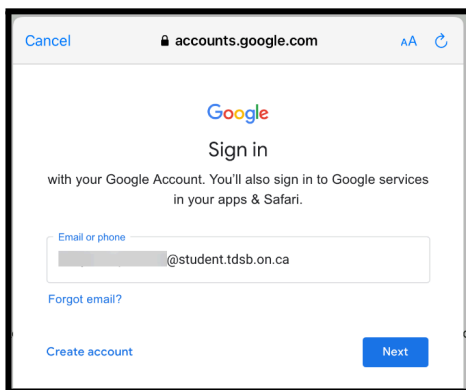 Cancel accounts.google.com AA
Google
Sign in
with your Google Account. You'll also sign in to Google services
in your apps & Safari.
Email or phone
@student.tdsb.on.ca
Forgot email?
Create account Next